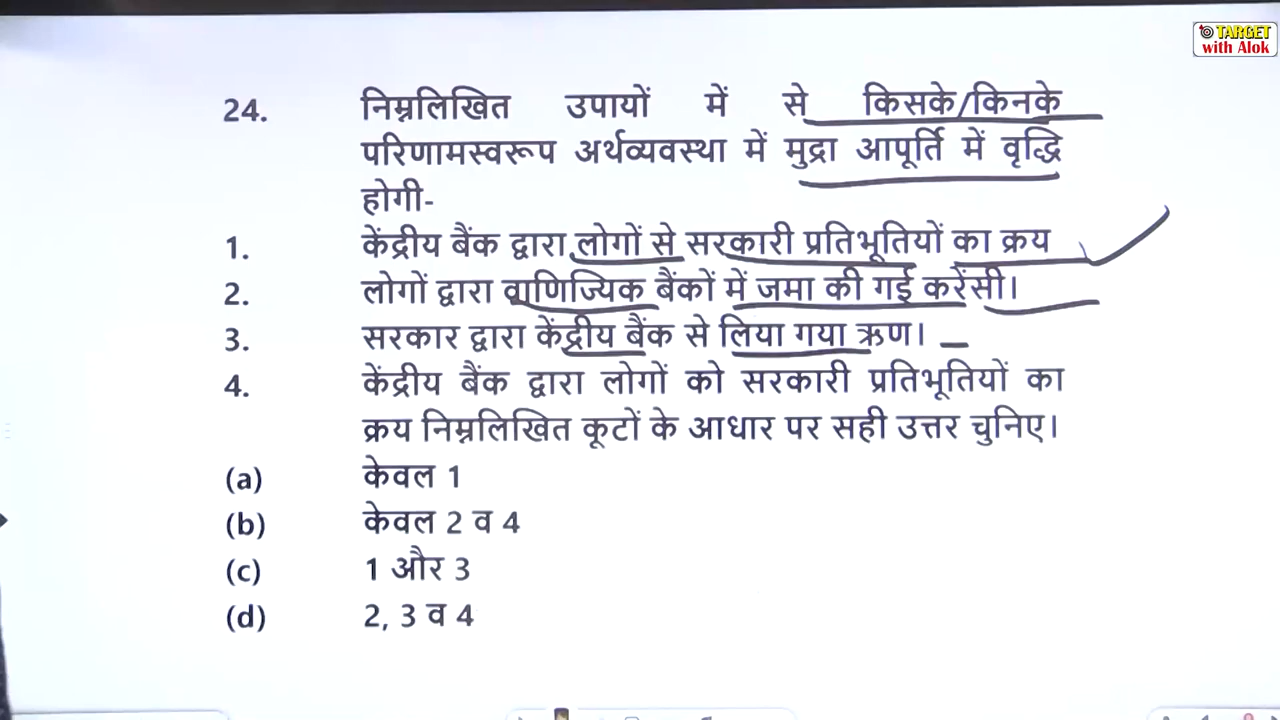 TARGET
with Alok
24. निम्नलिखित उपायों में से किसके/किनके
परिणामस्वरूप अर्थव्यवस्था में मुद्रा आपूर्ति में वृद्धि
होगी-
1. केंद्रीय बैंक द्वारा लोगों से सरकारी प्रतिभूतियों का क्रय
2. लोगों द्वारा वाणिज्यिक बैंकों में जमा की गई करेंसी।
3. सरकार द्वारा केंद्रीय बैंक से लिया गया ऋण।
4. केंद्रीय बैंक द्वारा लोगों को सरकारी प्रतिभूतियों का
क्रय निम्नलिखित कूटों के आधार पर सही उत्तर चुनिए।
(a) केवल 1
(b) केवल 2 व 4
(c) 1 और 3
(d) 2, 3 व 4